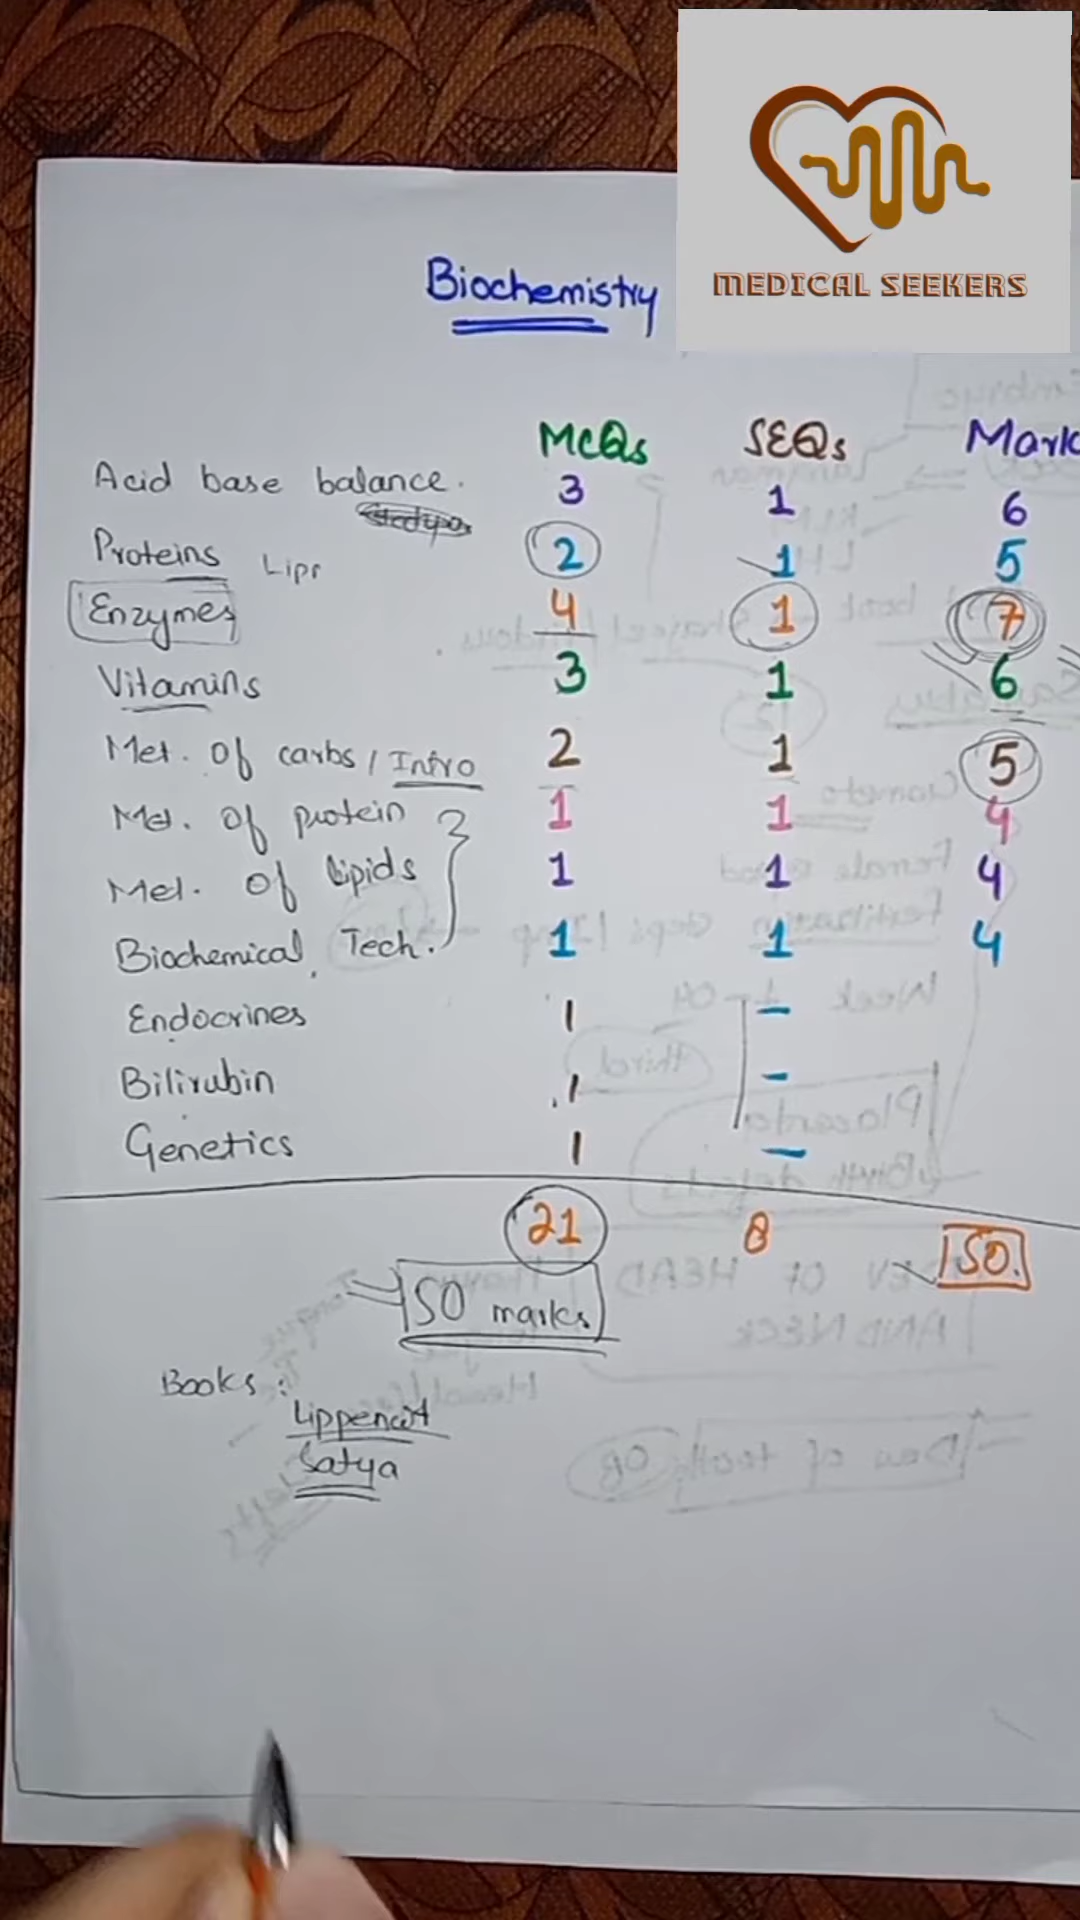 MEDICAL SEEKERS
Biochemistry
MCQs SEQs Mark
Acid base balance. 3 1 6
Proteins 2 1 5
Lipr
Enzymes 4 1 7
Vitamins 3 1 6
Met. Of carbs / Intro 2 1 5
Met. Of protein 1 1 4
Met. Of lipids 1 1 4
Biochemical Tech. 1 1 4
Endocrines 1 -
Bilirubin 1 -
Genetics 1 -
21 8 50.
50 marks
Books :
Lippencot
Satya